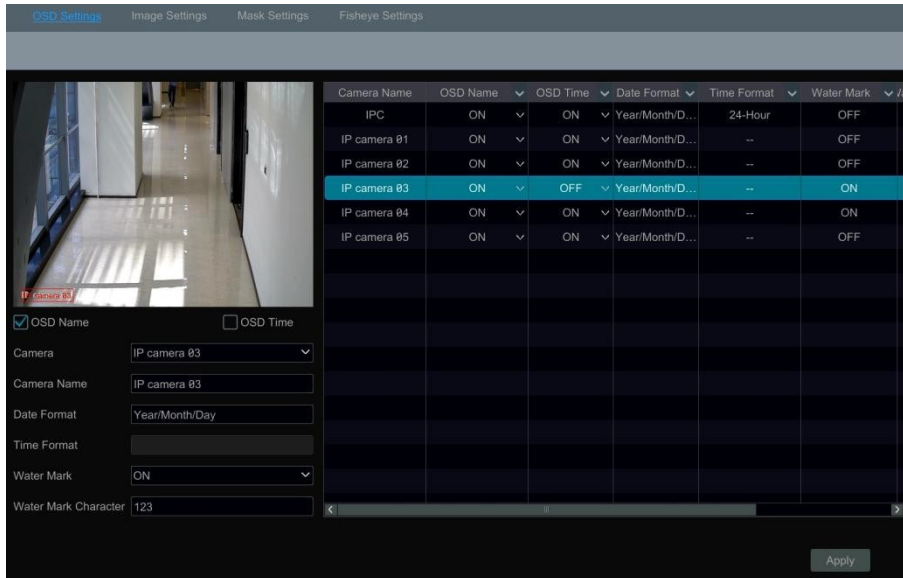 OSD Settings Image Settings Mask Settings Fisheye Settings
Camera Name OSD Name OSD Time Date Format Time Format Water Mark
IPC ON ON Year/Month/D... 24-Hour OFF
IP camera 01 ON ON Year/Month/D... -- OFF
IP camera 02 ON ON Year/Month/D... -- OFF
IP camera 03 ON OFF Year/Month/D... -- ON
IP camera 04 ON ON Year/Month/D... -- ON
IP camera 05 ON ON Year/Month/D... -- OFF
IP camera 03
OSD Name OSD Time
Camera IP camera 03
Camera Name IP camera 03
Date Format Year/Month/Day
Time Format
Water Mark ON
Water Mark Character 123
Apply